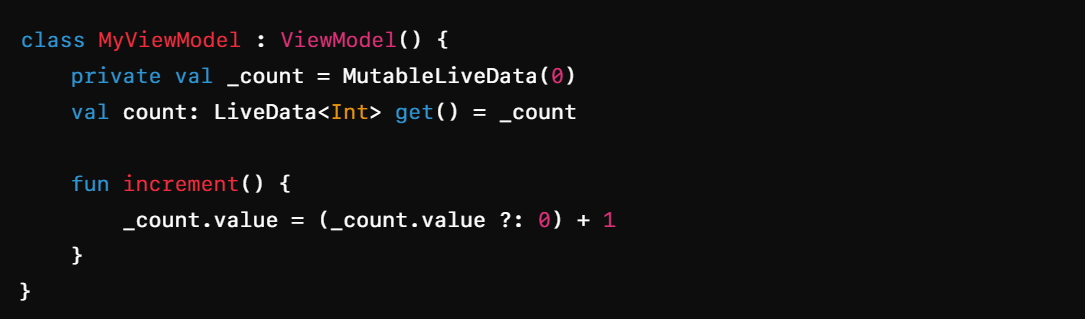 class MyViewModel : ViewModel() {
    private val _count = MutableLiveData(0)
    val count: LiveData<Int> get() = _count

    fun increment() {
        _count.value = (_count.value ?: 0) + 1
    }
}